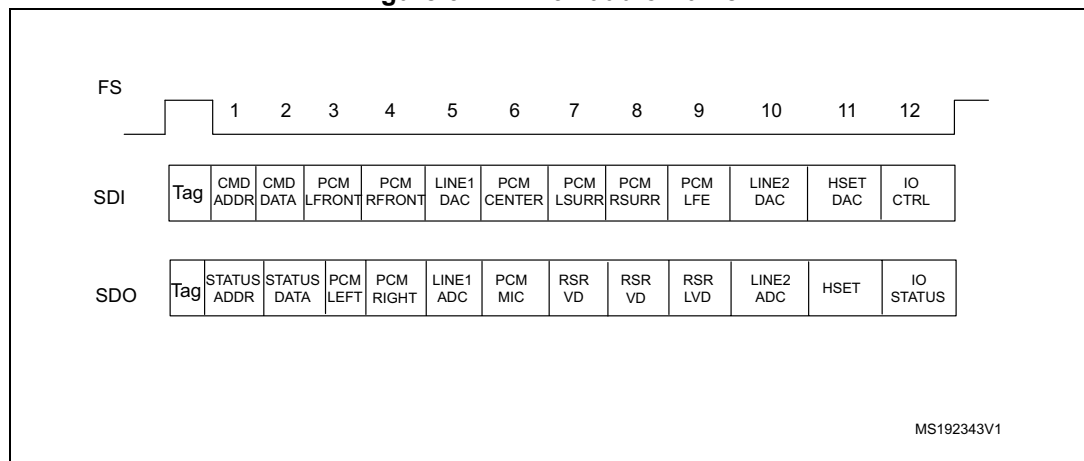 FS
1 2 3 4 5 6 7 8 9 10 11 12
SDI
Tag
CMD
ADDR
CMD
DATA
PCM
LFRONT
PCM
RFRONT
LINE1
DAC
PCM
CENTER
PCM
LSURR
PCM
RSURR
PCM
LFE
LINE2
DAC
HSET
DAC
IO
CTRL
SDO
Tag
STATUS
ADDR
STATUS
DATA
PCM
LEFT
PCM
RIGHT
LINE1
ADC
PCM
MIC
RSR
VD
RSR
VD
RSR
LVD
LINE2
ADC
HSET
IO
STATUS
MS192343V1